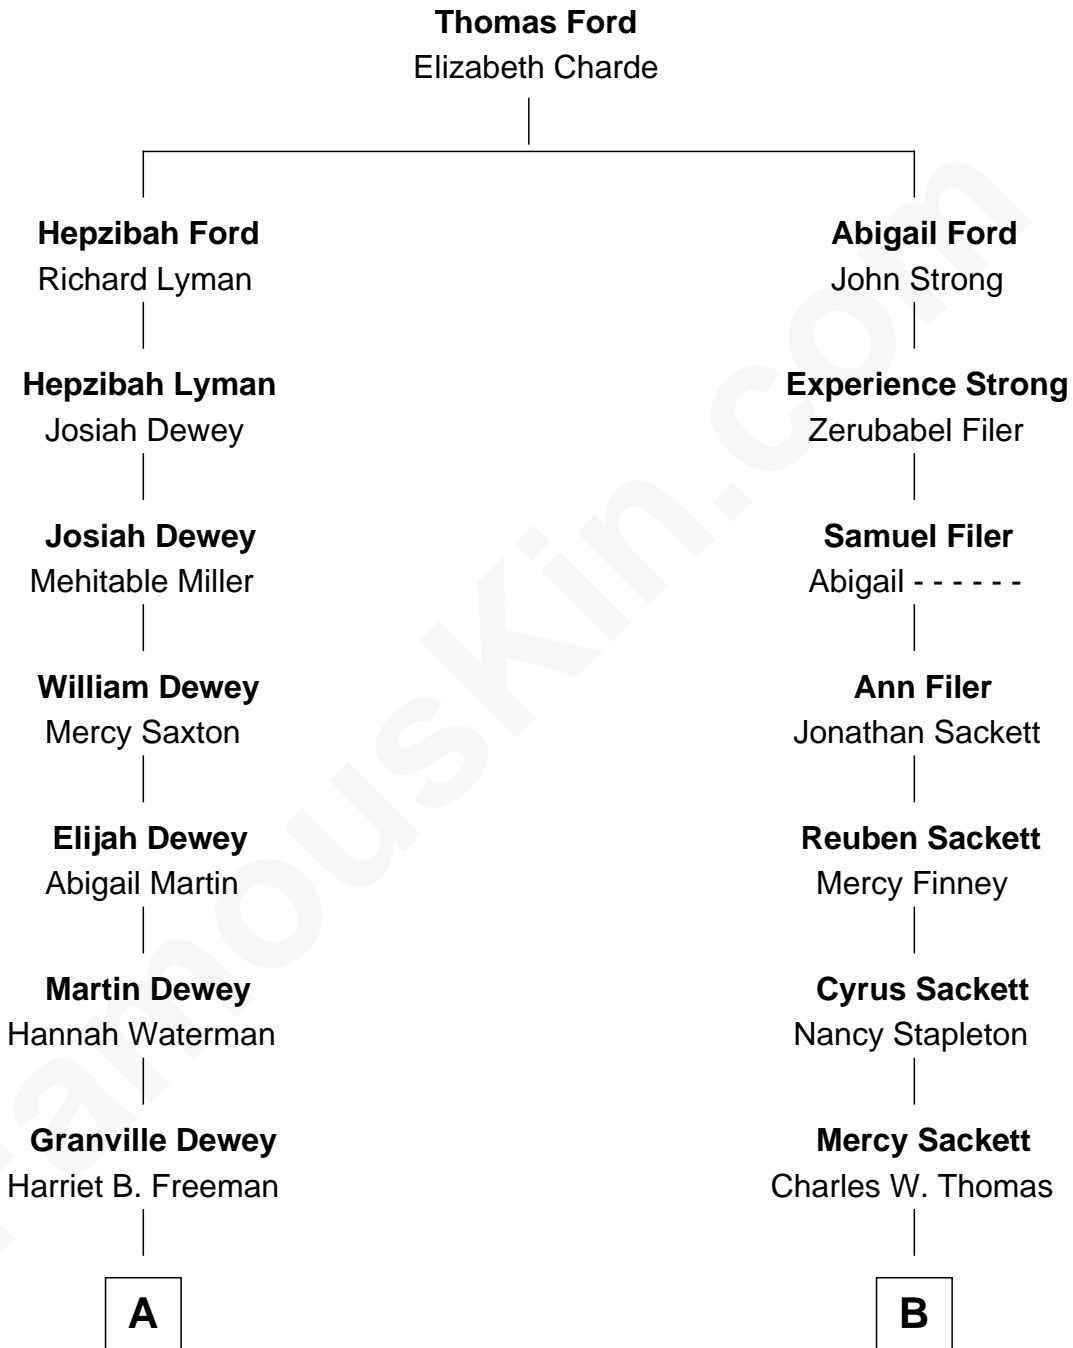 Thomas Ford
Elizabeth Charde
Hepzibah Ford
Richard Lyman
Hepzibah Lyman
Josiah Dewey
Josiah Dewey
Mehitable Miller
William Dewey
Mercy Saxton
Elijah Dewey
Abigail Martin
Martin Dewey
Hannah Waterman
Granville Dewey
Harriet B. Freeman
A
Abigail Ford
John Strong
Experience Strong
Zerubabel Filer
Samuel Filer
Abigail - - - - - -
Ann Filer
Jonathan Sackett
Reuben Sackett
Mercy Finney
Cyrus Sackett
Nancy Stapleton
Mercy Sackett
Charles W. Thomas
B
FamousKin.com